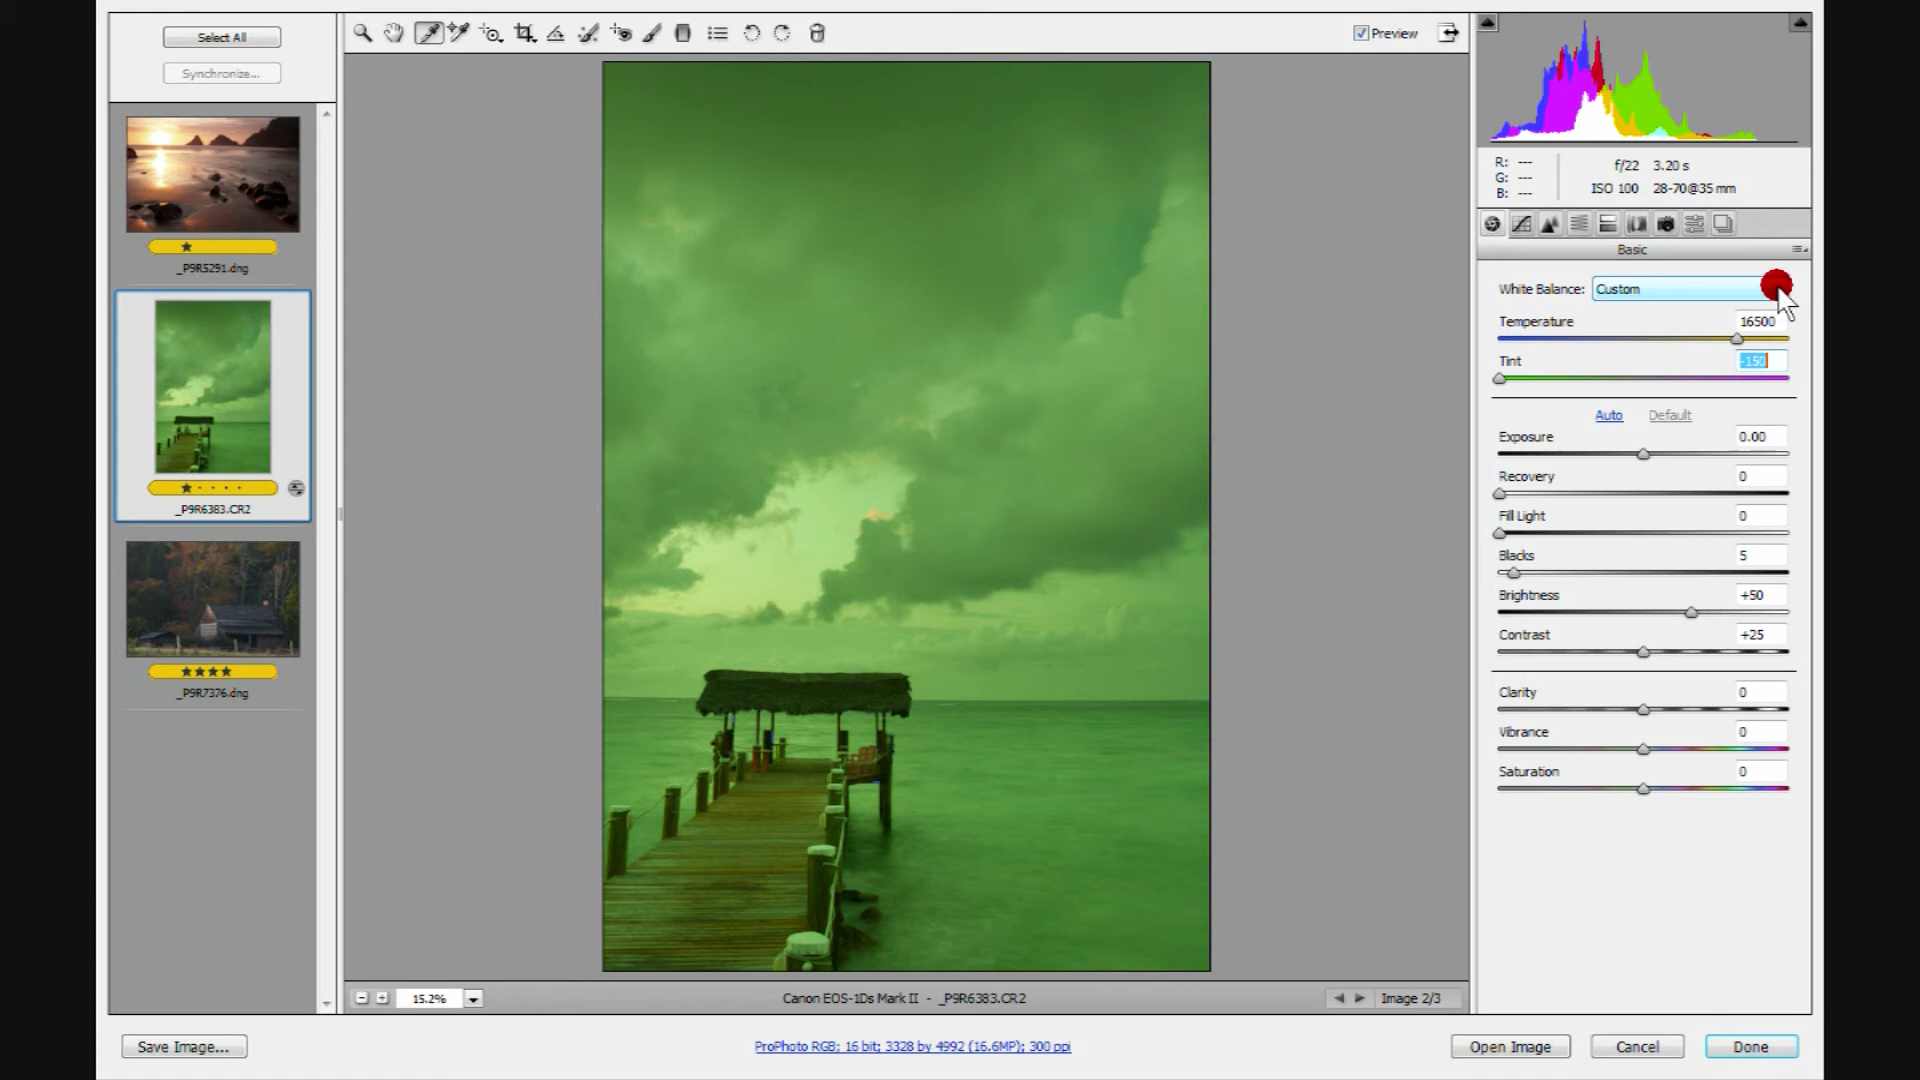 Select All
Synchronize...
_P9R5291.dng
_P9R6383.CR2
_P9R7376.dng
Preview
R: ---
G: ---
B: ---
f/22 3.20 s
ISO 100 28-70@35 mm
Basic
White Balance: Custom
Temperature 16500
Tint -150
Auto Default
Exposure 0.00
Recovery 0
Fill Light 0
Blacks 5
Brightness +50
Contrast +25
Clarity 0
Vibrance 0
Saturation 0
15.2%
Canon EOS-1Ds Mark II - _P9R6383.CR2
Image 2/3
Save Image...
ProPhoto RGB; 16 bit; 3328 by 4992 (16.6MP); 300 ppi
Open Image
Cancel
Done